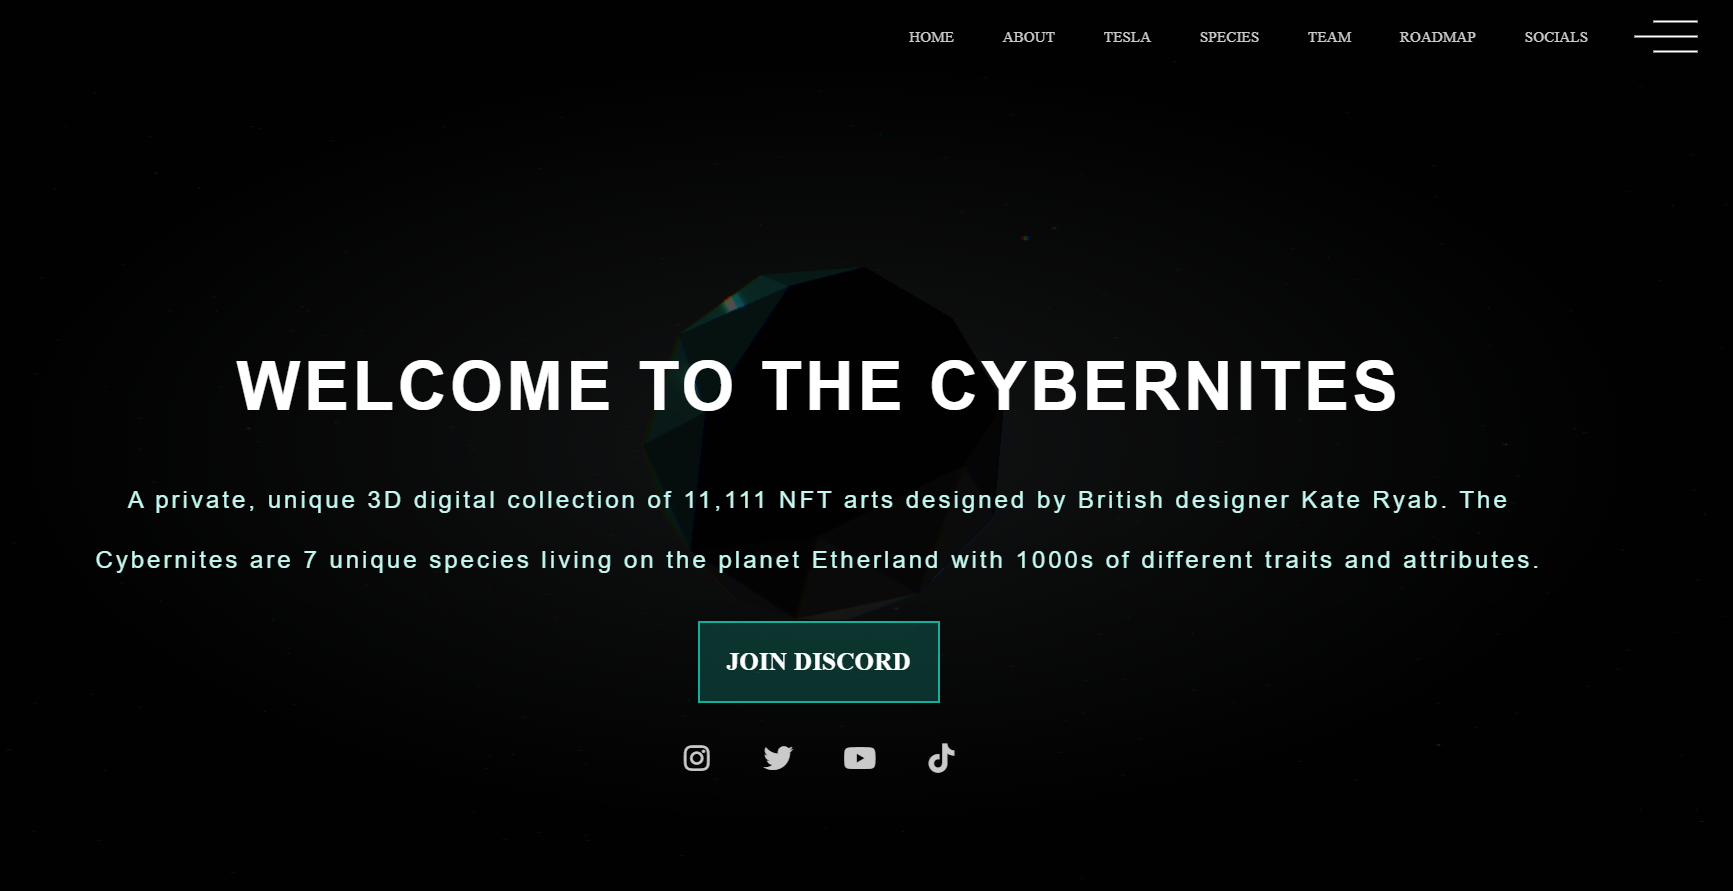 HOME ABOUT TESLA SPECIES TEAM ROADMAP SOCIALS
WELCOME TO THE CYBERNITES
A private, unique 3D digital collection of 11,111 NFT arts designed by British designer Kate Ryab. The
Cybernites are 7 unique species living on the planet Etherland with 1000s of different traits and attributes.
JOIN DISCORD